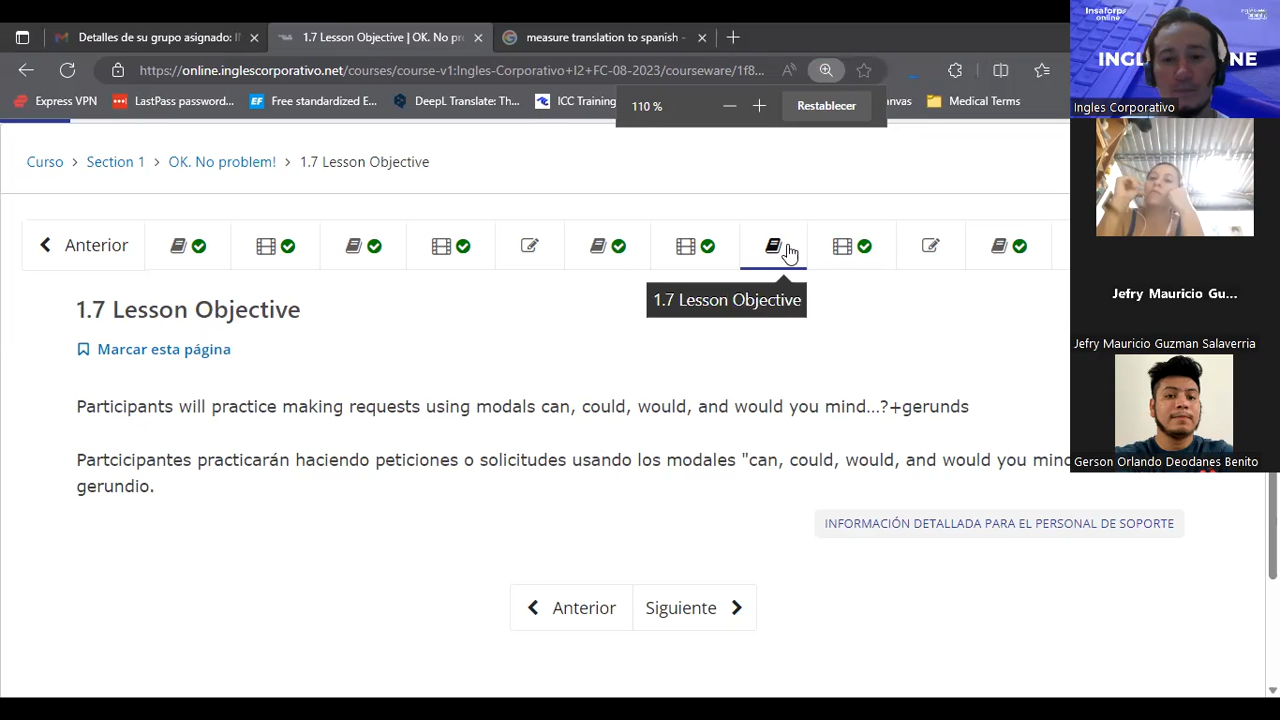 Detalles de su grupo asignado: I
1.7 Lesson Objective | OK. No pr
measure translation to spanish -
https://online.inglescorporativo.net/courses/course-v1:Ingles-Corporativo+I2+FC-08-2023/courseware/1f8...
Express VPN
LastPass password...
Free standardized E...
DeepL Translate: Th...
ICC Training
anvas
Medical Terms
110 %
Restablecer
Curso
Section 1
OK. No problem!
1.7 Lesson Objective
Anterior
1.7 Lesson Objective
1.7 Lesson Objective
Marcar esta página
Participants will practice making requests using modals can, could, would, and would you mind...?+gerunds
Partcicipantes practicarán haciendo peticiones o solicitudes usando los modales "can, could, would, and would you mind
gerundio.
INFORMACIÓN DETALLADA PARA EL PERSONAL DE SOPORTE
Anterior
Siguiente
Insaforp
online
INGL NE
Ingles Corporativo
Jefry Mauricio Gu...
Jefry Mauricio Guzman Salaverria
Gerson Orlando Deodanes Benito